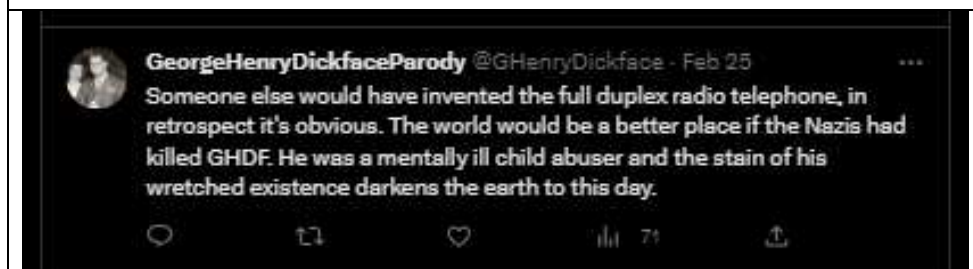 GeorgeHenryDickfaceParody @GHenryDickface · Feb 25
Someone else would have invented the full duplex radio telephone, in
retrospect it's obvious. The world would be a better place if the Nazis had
killed GHDF. He was a mentally ill child abuser and the stain of his
wretched existence darkens the earth to this day.
71